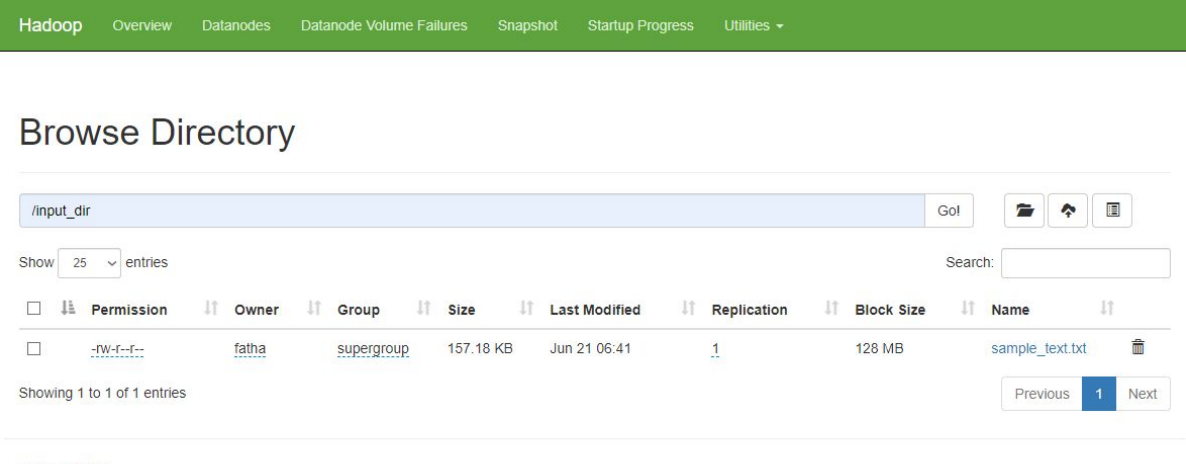 Hadoop Overview Datanodes Datanode Volume Failures Snapshot Startup Progress Utilities
Browse Directory
/input_dir Go!
Show 25 entries Search:
Permission Owner Group Size Last Modified Replication Block Size Name
-rw-r--r-- fatha supergroup 157.18 KB Jun 21 06:41 1 128 MB sample_text.txt
Showing 1 to 1 of 1 entries Previous 1 Next